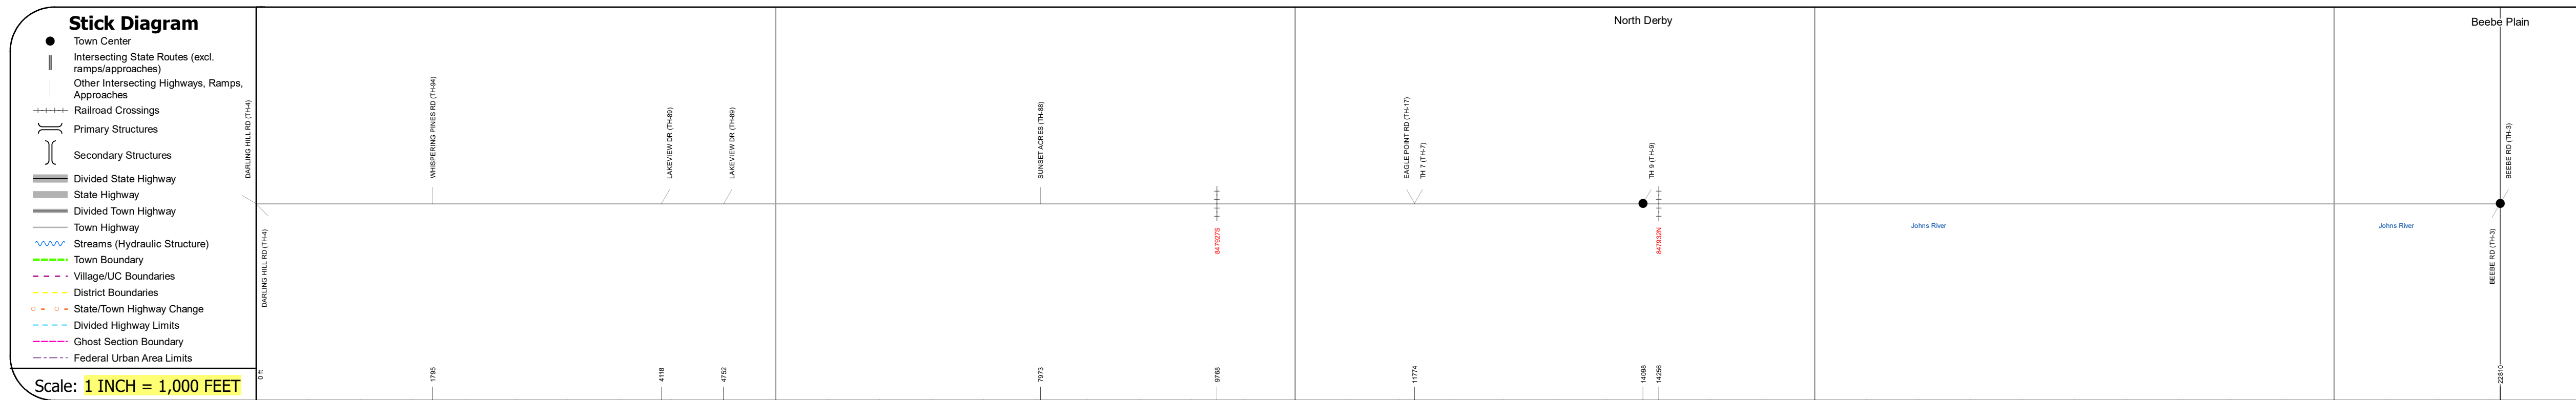 Stick Diagram
Town Center
Intersecting State Routes (excl.
ramps/approaches)
Other Intersecting Highways, Ramps,
Approaches
Railroad Crossings
Primary Structures
Secondary Structures
Divided State Highway
State Highway
Divided Town Highway
Town Highway
Streams (Hydraulic Structure)
Town Boundary
Village/UC Boundaries
District Boundaries
State/Town Highway Change
Divided Highway Limits
Ghost Section Boundary
Federal Urban Area Limits
Scale: 1 INCH = 1,000 FEET
North Derby
Beebe Plain
DARLING HILL RD (TH-4)
DARLING HILL RD (TH-4)
WHISPERING PINES RD (TH-94)
LAKEVIEW DR (TH-89)
LAKEVIEW DR (TH-89)
SUNSET ACRES (TH-88)
847927S
EAGLE POINT RD (TH-17)
TH 7 (TH-7)
TH 9 (TH-9)
847932N
Johns River
Johns River
BEEBE RD (TH-3)
BEEBE RD (TH-3)
0 ft
1795
4118
4752
7973
9768
11774
14098
14256
22810